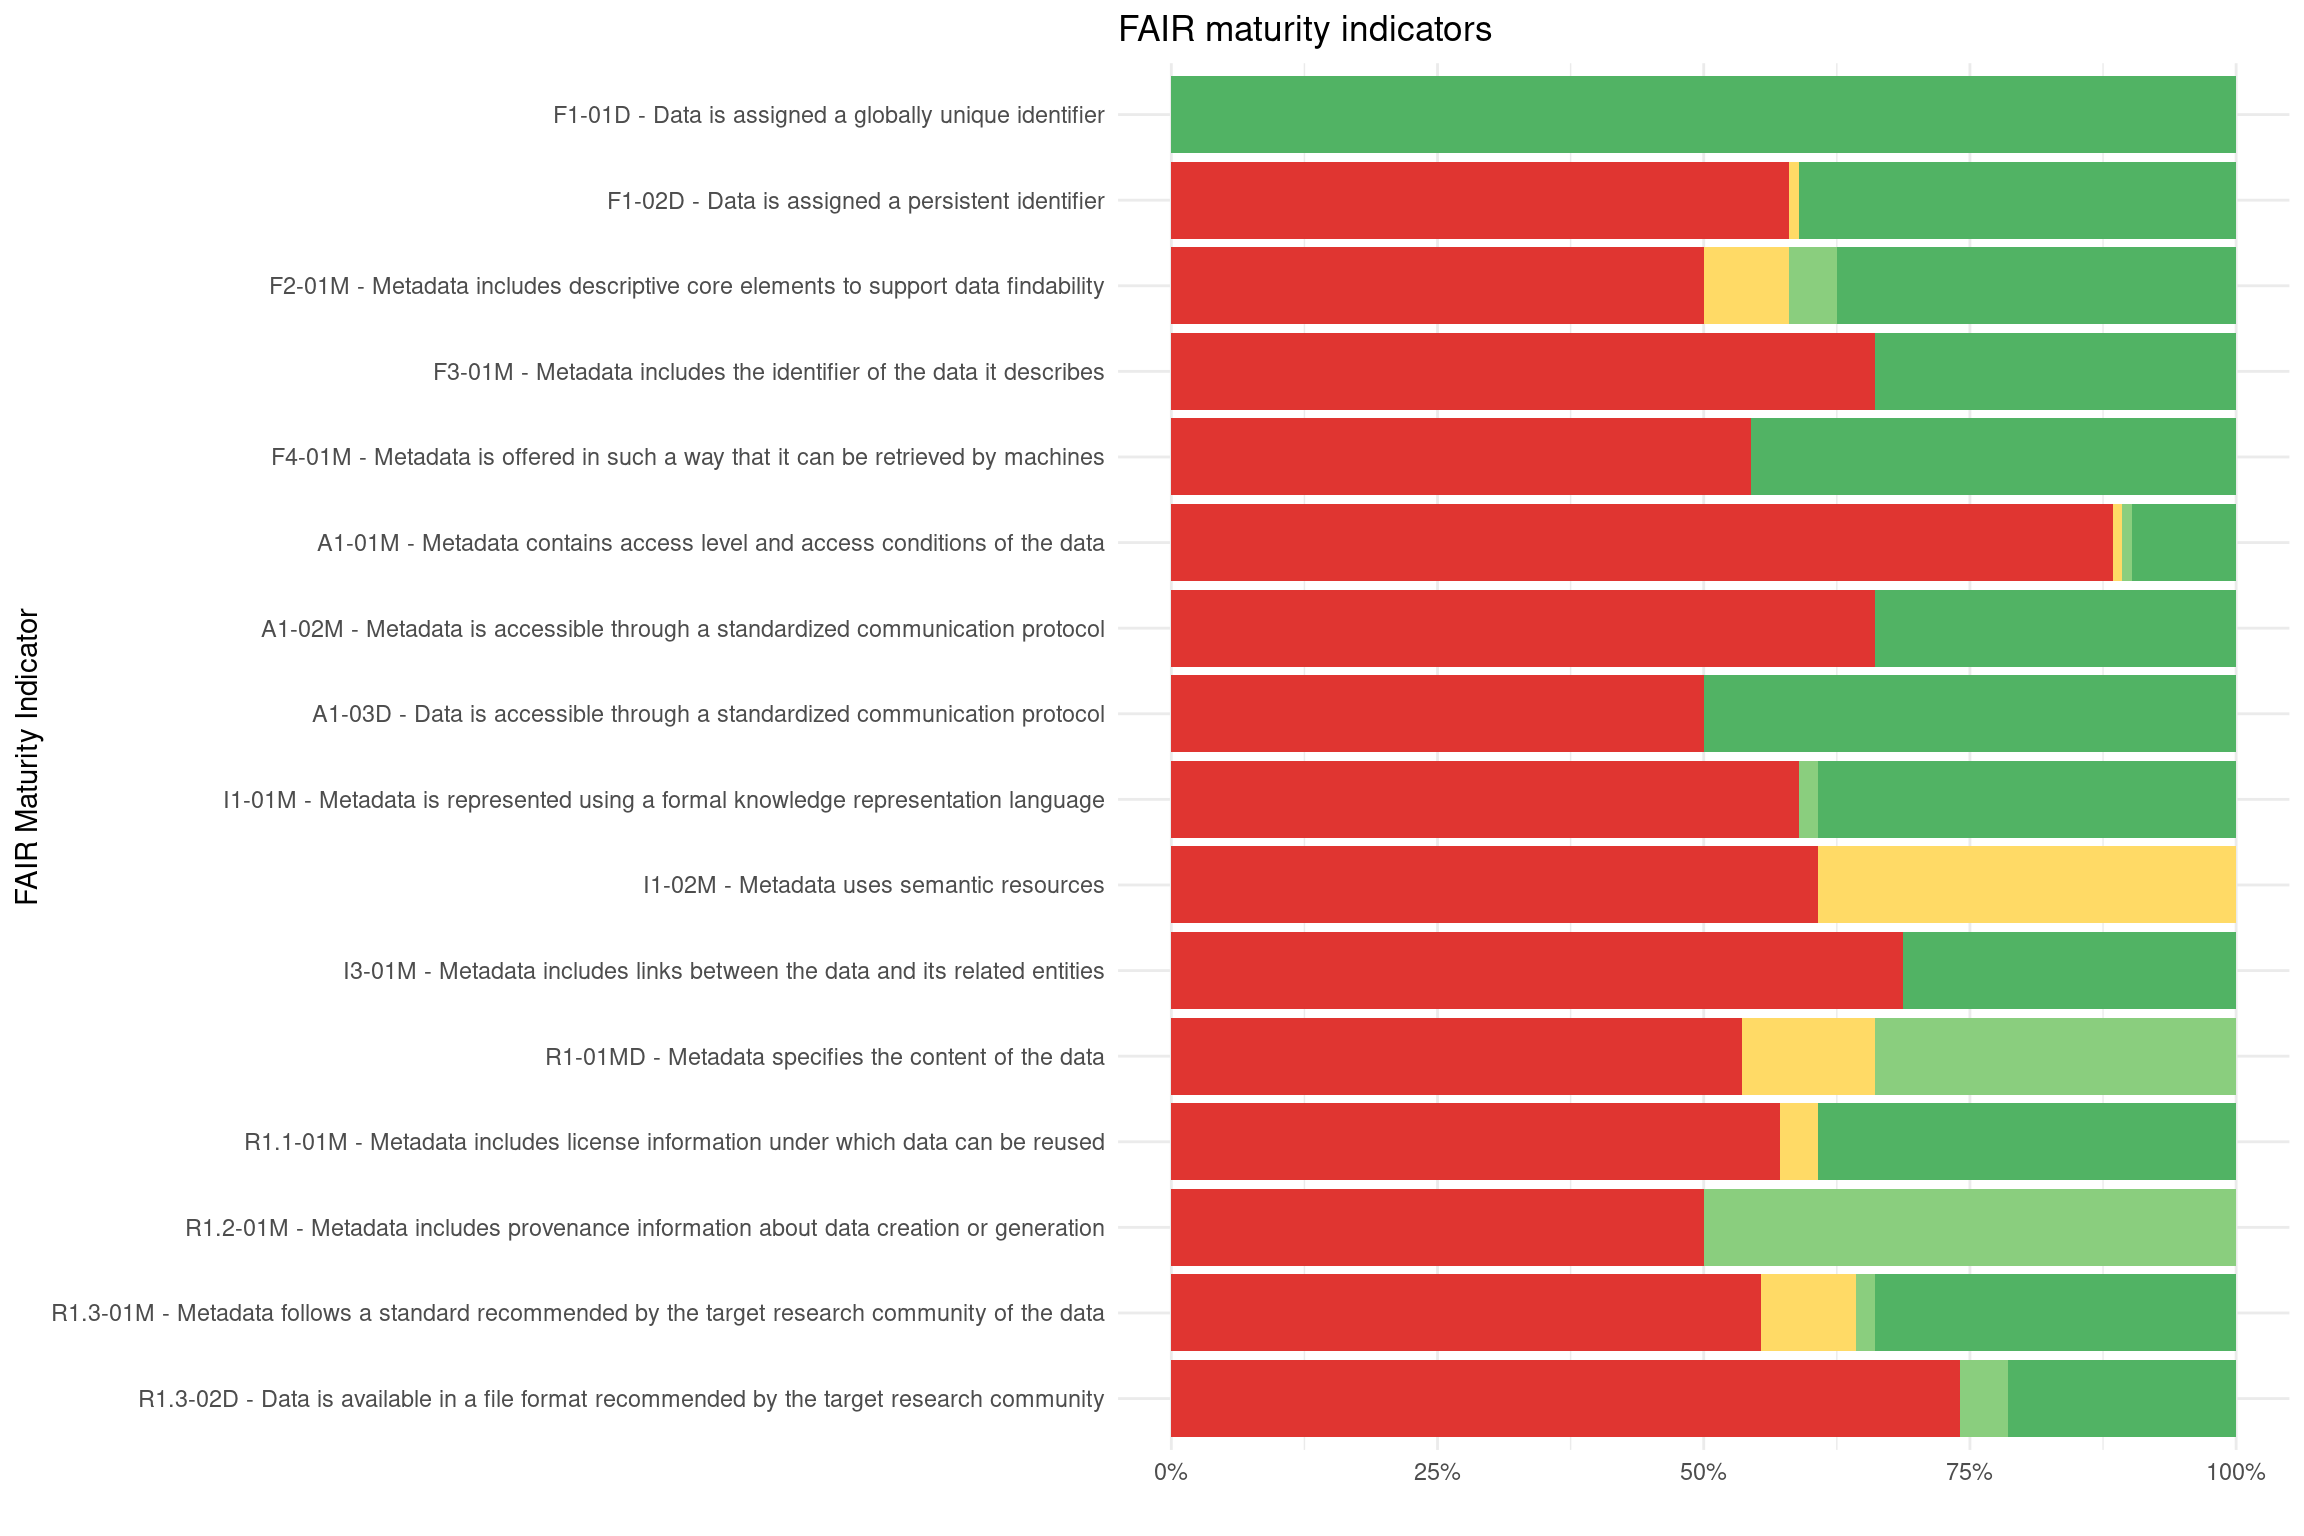 FAIR maturity indicators
FAIR Maturity Indicator
F1-01D - Data is assigned a globally unique identifier
F1-02D - Data is assigned a persistent identifier
F2-01M - Metadata includes descriptive core elements to support data findability
F3-01M - Metadata includes the identifier of the data it describes
F4-01M - Metadata is offered in such a way that it can be retrieved by machines
A1-01M - Metadata contains access level and access conditions of the data
A1-02M - Metadata is accessible through a standardized communication protocol
A1-03D - Data is accessible through a standardized communication protocol
I1-01M - Metadata is represented using a formal knowledge representation language
I1-02M - Metadata uses semantic resources
I3-01M - Metadata includes links between the data and its related entities
R1-01MD - Metadata specifies the content of the data
R1.1-01M - Metadata includes license information under which data can be reused
R1.2-01M - Metadata includes provenance information about data creation or generation
R1.3-01M - Metadata follows a standard recommended by the target research community of the data
R1.3-02D - Data is available in a file format recommended by the target research community
0% 25% 50% 75% 100%